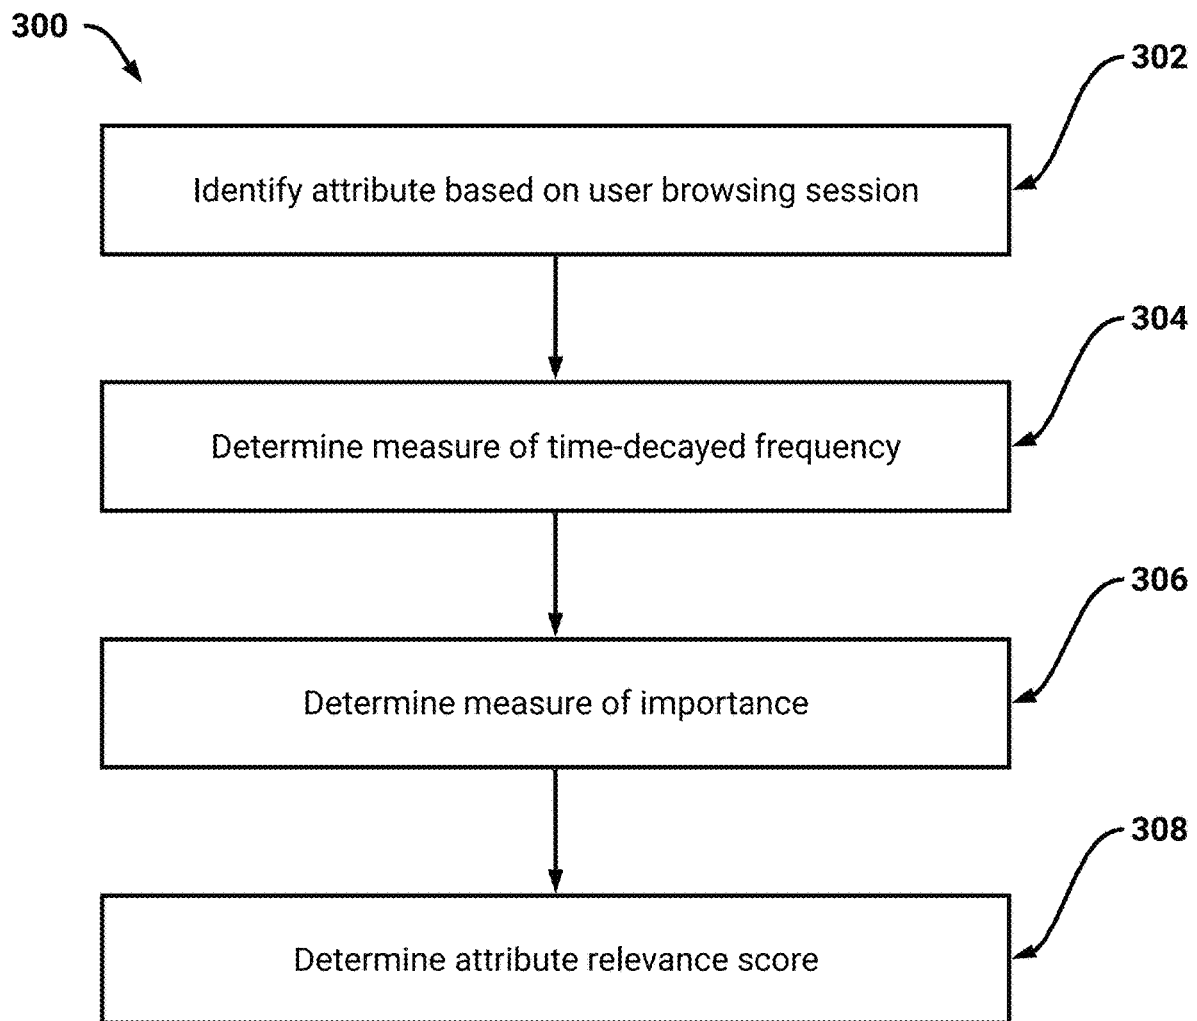 300
302
Identify attribute based on user browsing session
304
Determine measure of time-decayed frequency
306
Determine measure of importance
308
Determine attribute relevance score